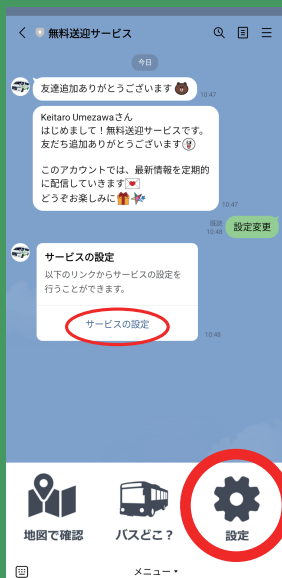 無料送迎サービス
今日
友達追加ありがとうございます
10:47
Keitaro Umezawaさん
はじめまして！無料送迎サービスです。
友だち追加ありがとうございます
このアカウントでは、最新情報を定期的
に配信していきます
どうぞお楽しみに
10:47
既読
10:48
設定変更
サービスの設定
以下のリンクからサービスの設定を
行うことができます。
サービスの設定
10:48
地図で確認
バスどこ？
設定
メニュー